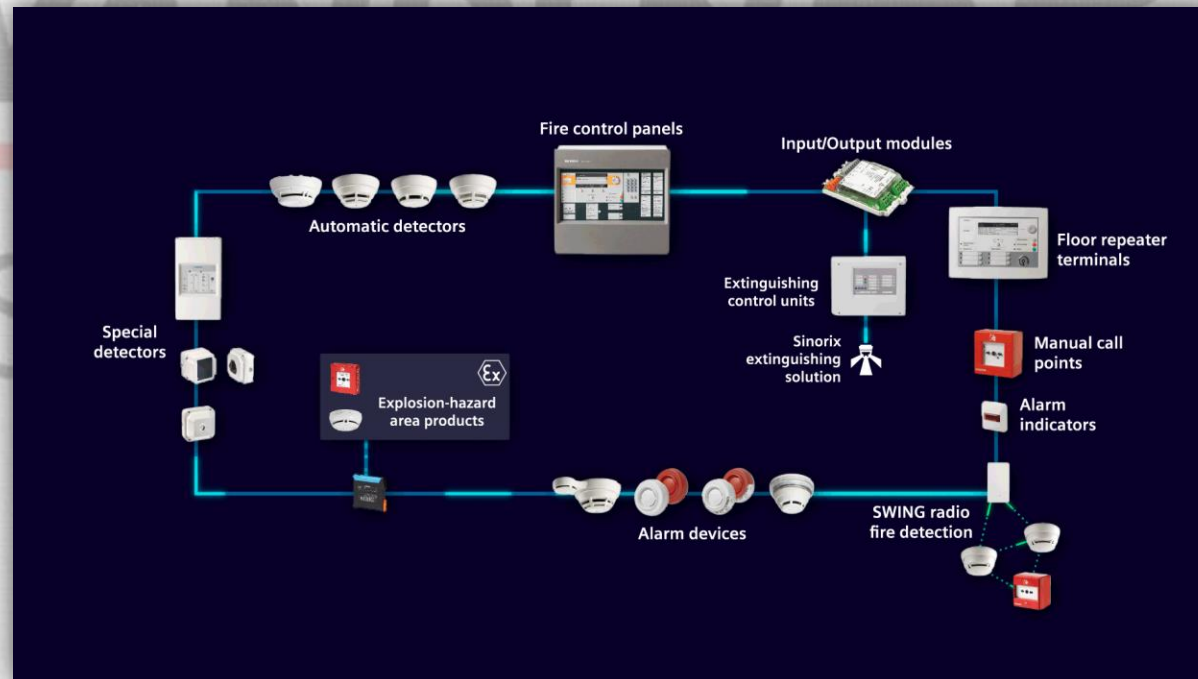 Fire control panels
Input/Output modules
Automatic detectors
Floor repeater
terminals
Extinguishing
control units
Special
detectors
Sinorix
extinguishing
solution
Manual call
points
Ex
Explosion-hazard
area products
Alarm
indicators
SWING radio
fire detection
Alarm devices